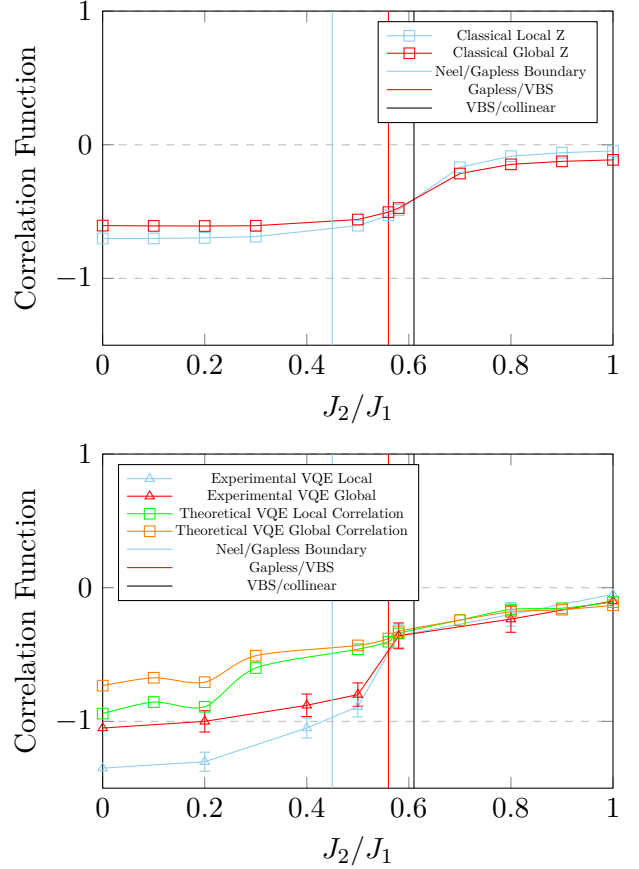 1
Classical Local Z
Classical Global Z
Neel/Gapless Boundary
Gapless/VBS
VBS/collinear
0
−1
Correlation Function
0 0.2 0.4 0.6 0.8 1
J₂/J₁
1
Experimental VQE Local
Experimental VQE Global
Theoretical VQE Local Correlation
Theoretical VQE Global Correlation
Neel/Gapless Boundary
Gapless/VBS
VBS/collinear
0
−1
Correlation Function
0 0.2 0.4 0.6 0.8 1
J₂/J₁